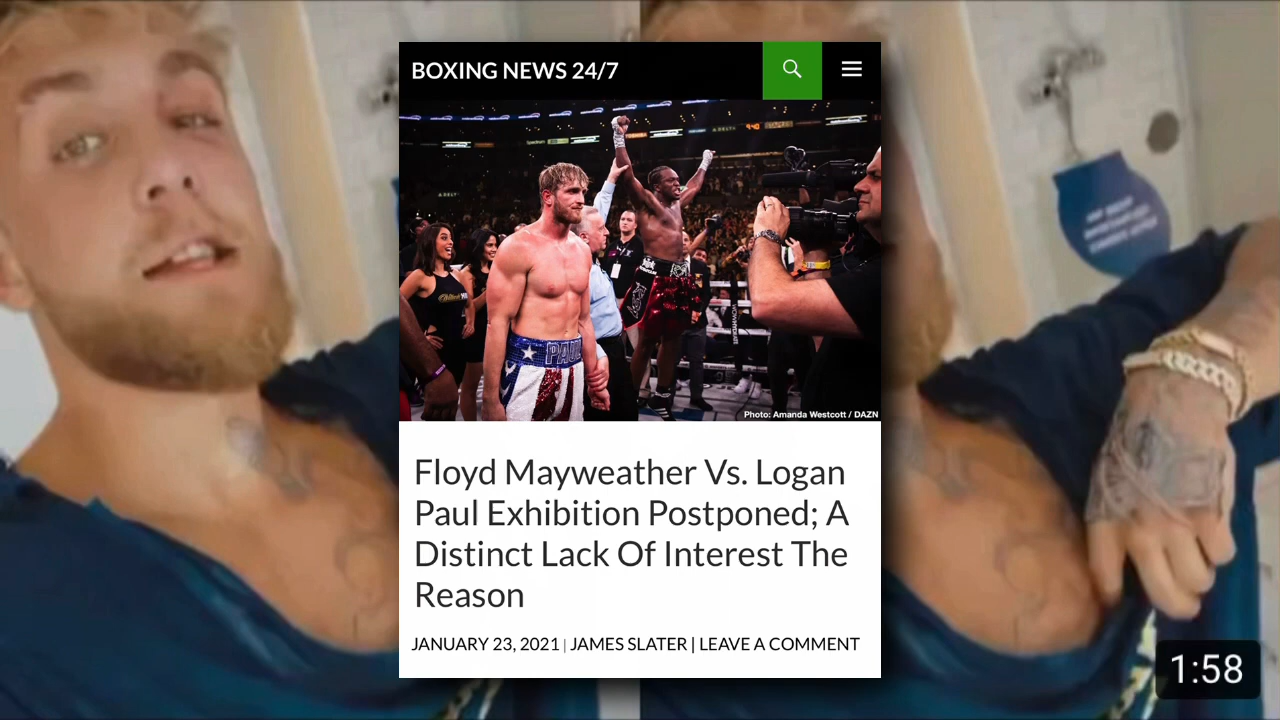 BOXING NEWS 24/7
PAUL
Photo: Amanda Westcott / DAZN
Floyd Mayweather Vs. Logan
Paul Exhibition Postponed; A
Distinct Lack Of Interest The
Reason
JANUARY 23, 2021 | JAMES SLATER | LEAVE A COMMENT
1:58